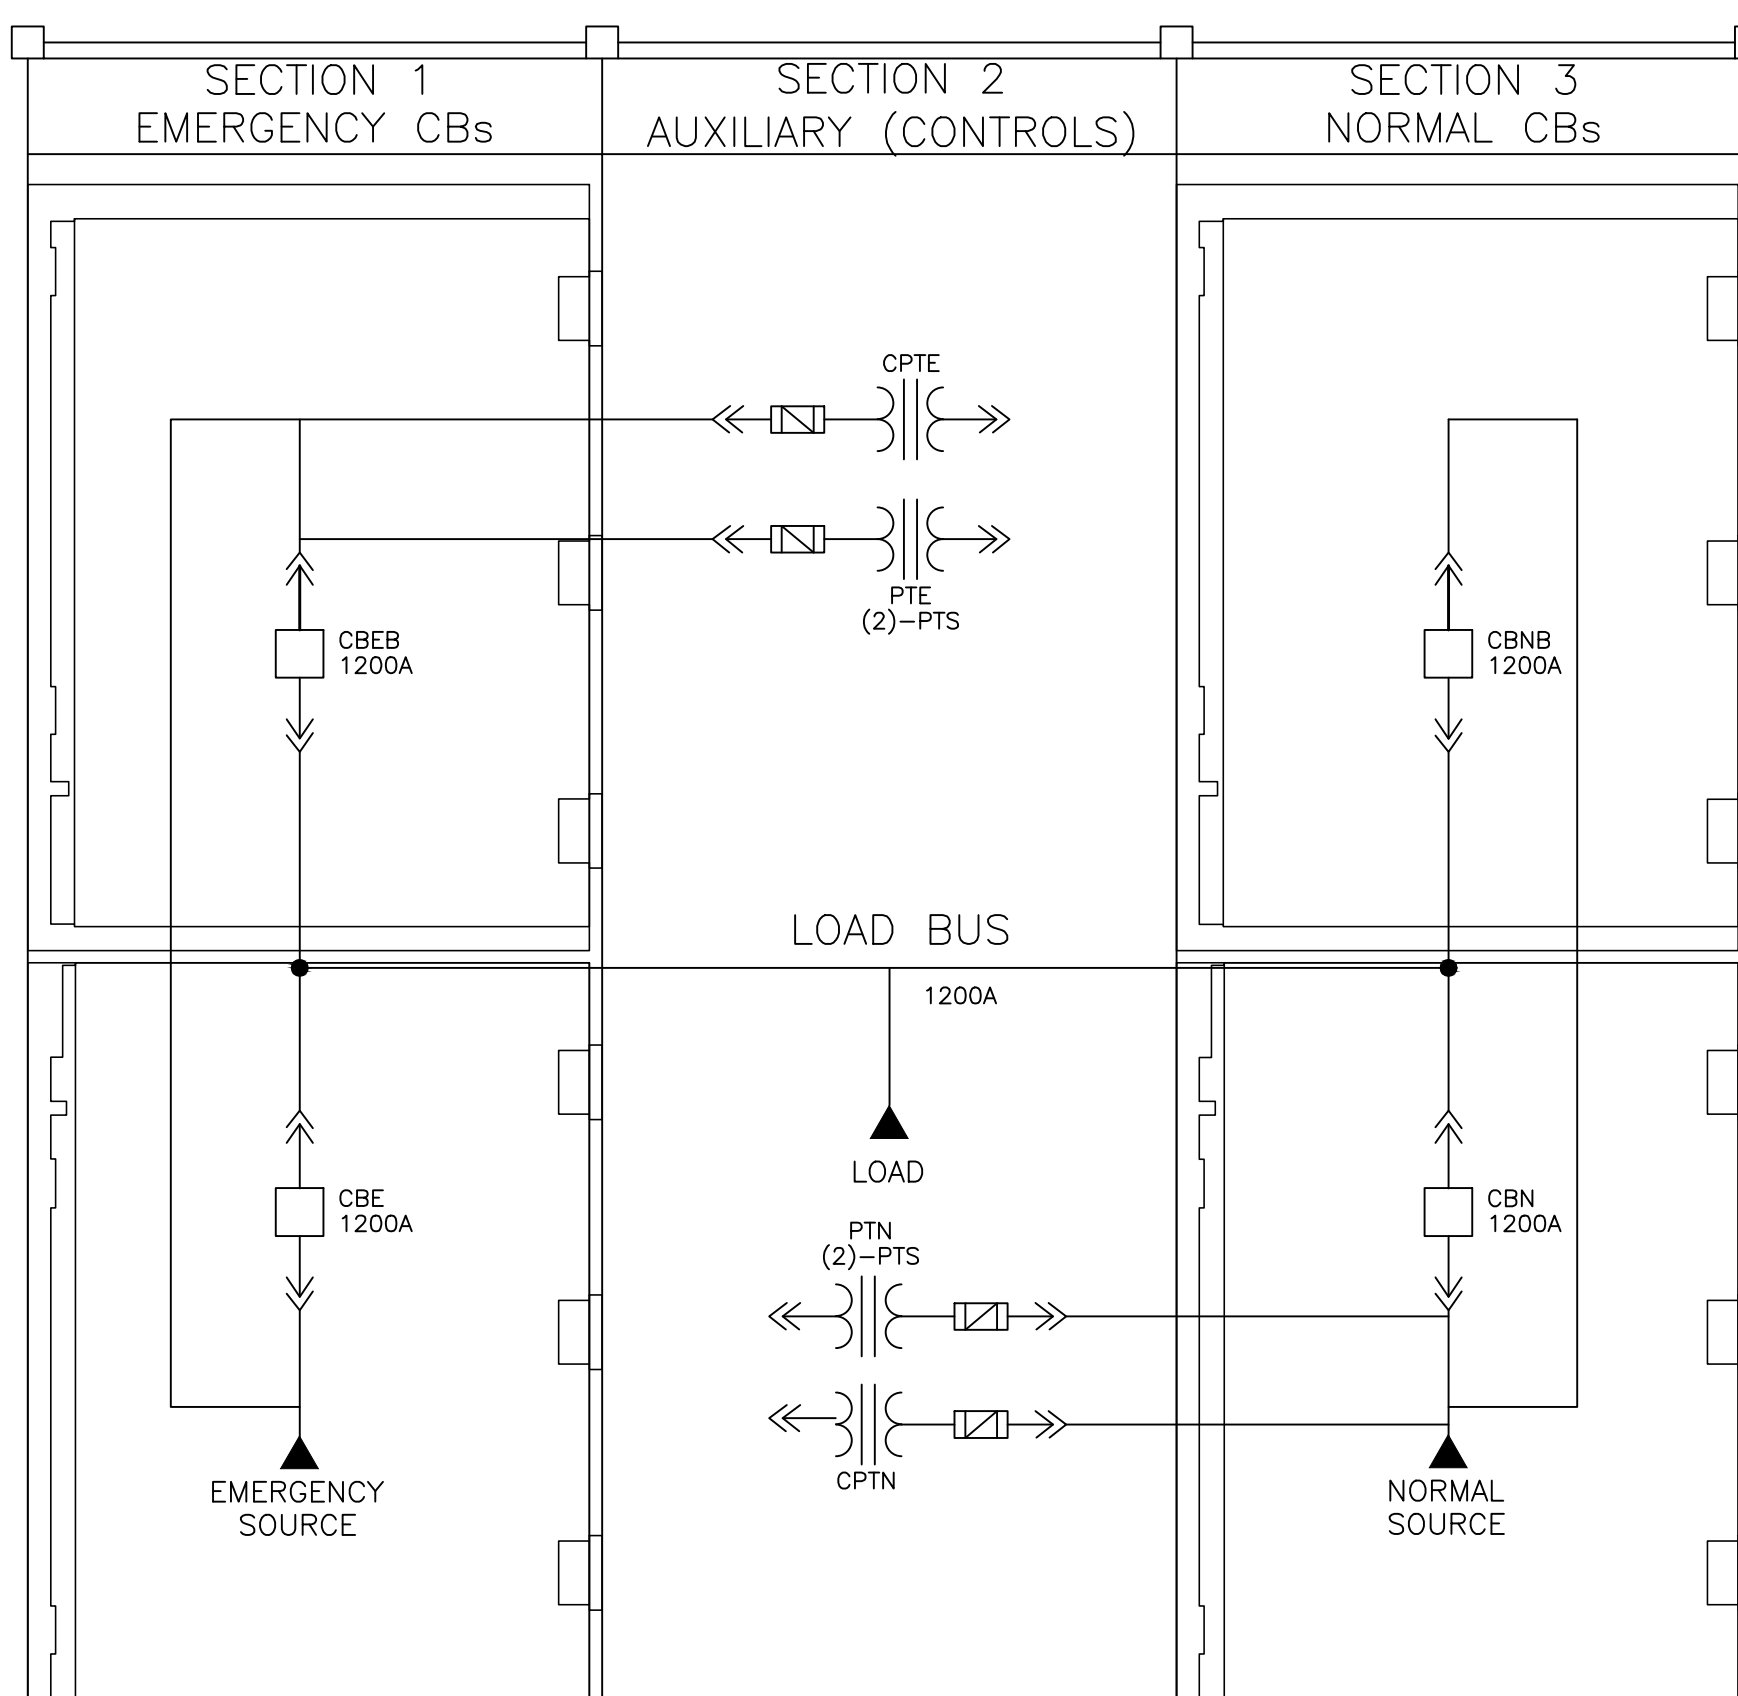 SECTION 1
EMERGENCY CBs
SECTION 2
AUXILIARY (CONTROLS)
SECTION 3
NORMAL CBs
CPTE
PTE
(2)-PTS
CBEB
1200A
CBNB
1200A
LOAD BUS
1200A
LOAD
CBE
1200A
CBN
1200A
PTN
(2)-PTS
CPTN
EMERGENCY
SOURCE
NORMAL
SOURCE